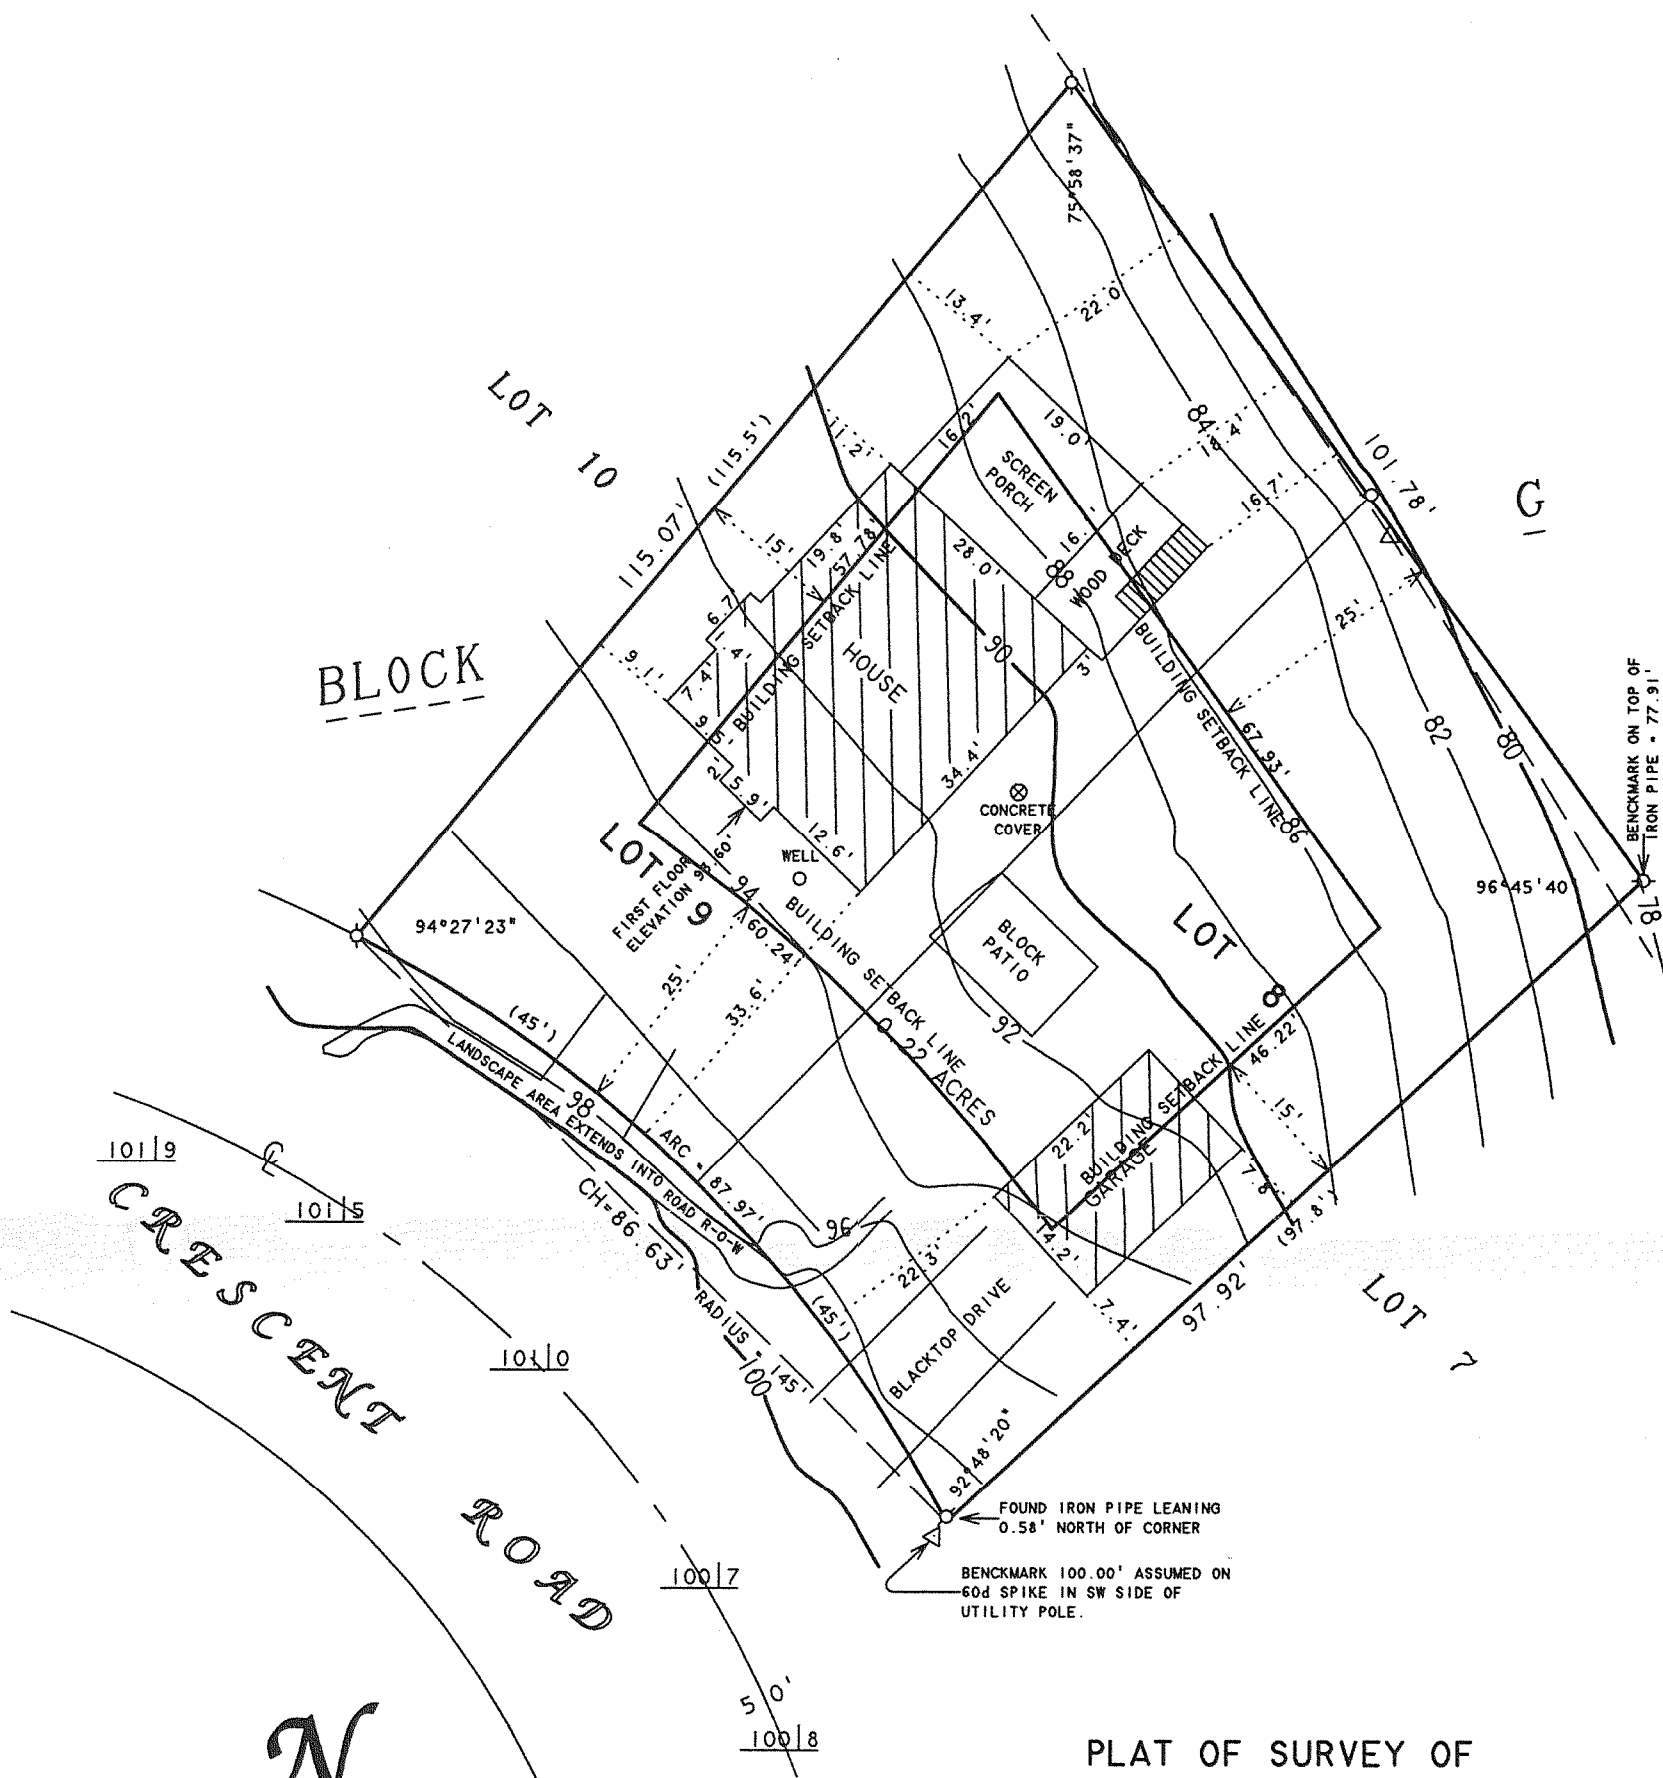 75°58'37"
13.4'
22.0'
LOT 10
(115.5')
115.07'
11.2'
16.2'
19.0'
SCREEN
PORCH
84
18.4'
101.78'
G
16.7'
15'
19.8'
57.78'
BUILDING SETBACK LINE
28.0'
88
WOOD DECK
25'
6.7'
9.1'
7.4'
9.5'
HOUSE
90
3'
BLOCK
BUILDING SETBACK LINE
67.93'
86
82
80
78
BENCKMARK ON TOP OF
IRON PIPE = 77.91'
2'
5.9'
34.4'
12.6'
CONCRETE
COVER
WELL
LOT 9
FIRST FLOOR
94
60.24'
BUILDING SETBACK LINE
96°45'40"
94°27'23"
25'
33.6'
BLOCK
PATIO
LOT 8
92
0.22 ACRES
46.22'
15'
(45')
LANDSCAPE AREA EXTENDS INTO ROAD R-O-W
98
ARC = 87.97'
CH=86.63'
RADIUS = 145'
100
96
22.2'
BUILDING SETBACK LINE
GARAGE
7.8'
14.2'
(97.8')
97.92'
22.3'
(45')
BLACKTOP DRIVE
7.4'
LOT 7
101|9
101|5
101|0
CRESCENT ROAD
92°48'20"
FOUND IRON PIPE LEANING
0.58' NORTH OF CORNER
BENCKMARK 100.00' ASSUMED ON
60d SPIKE IN SW SIDE OF
UTILITY POLE.
100|7
50'
100|8
N
PLAT OF SURVEY OF